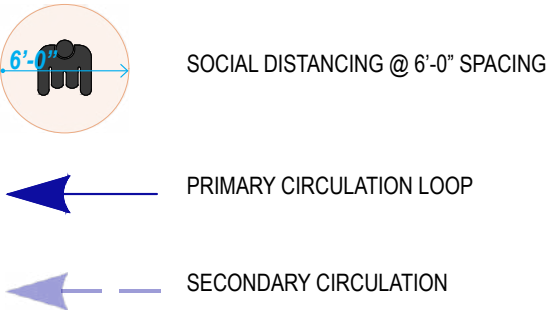 6’-0”
SOCIAL DISTANCING @ 6’-0” SPACING
PRIMARY CIRCULATION LOOP
SECONDARY CIRCULATION